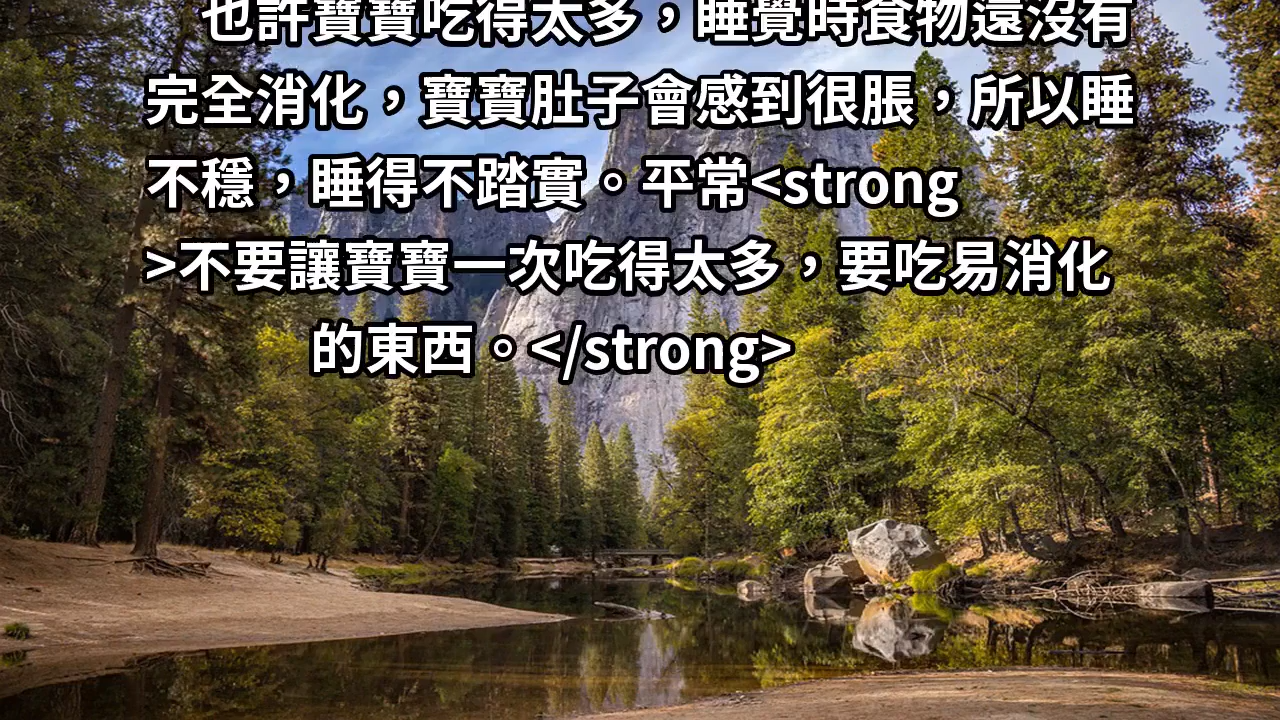 也許寶寶吃得太多，睡覺時食物還沒有
完全消化，寶寶肚子會感到很脹，所以睡
不穩，睡得不踏實。平常<strong
>不要讓寶寶一次吃得太多，要吃易消化
的東西。</strong>